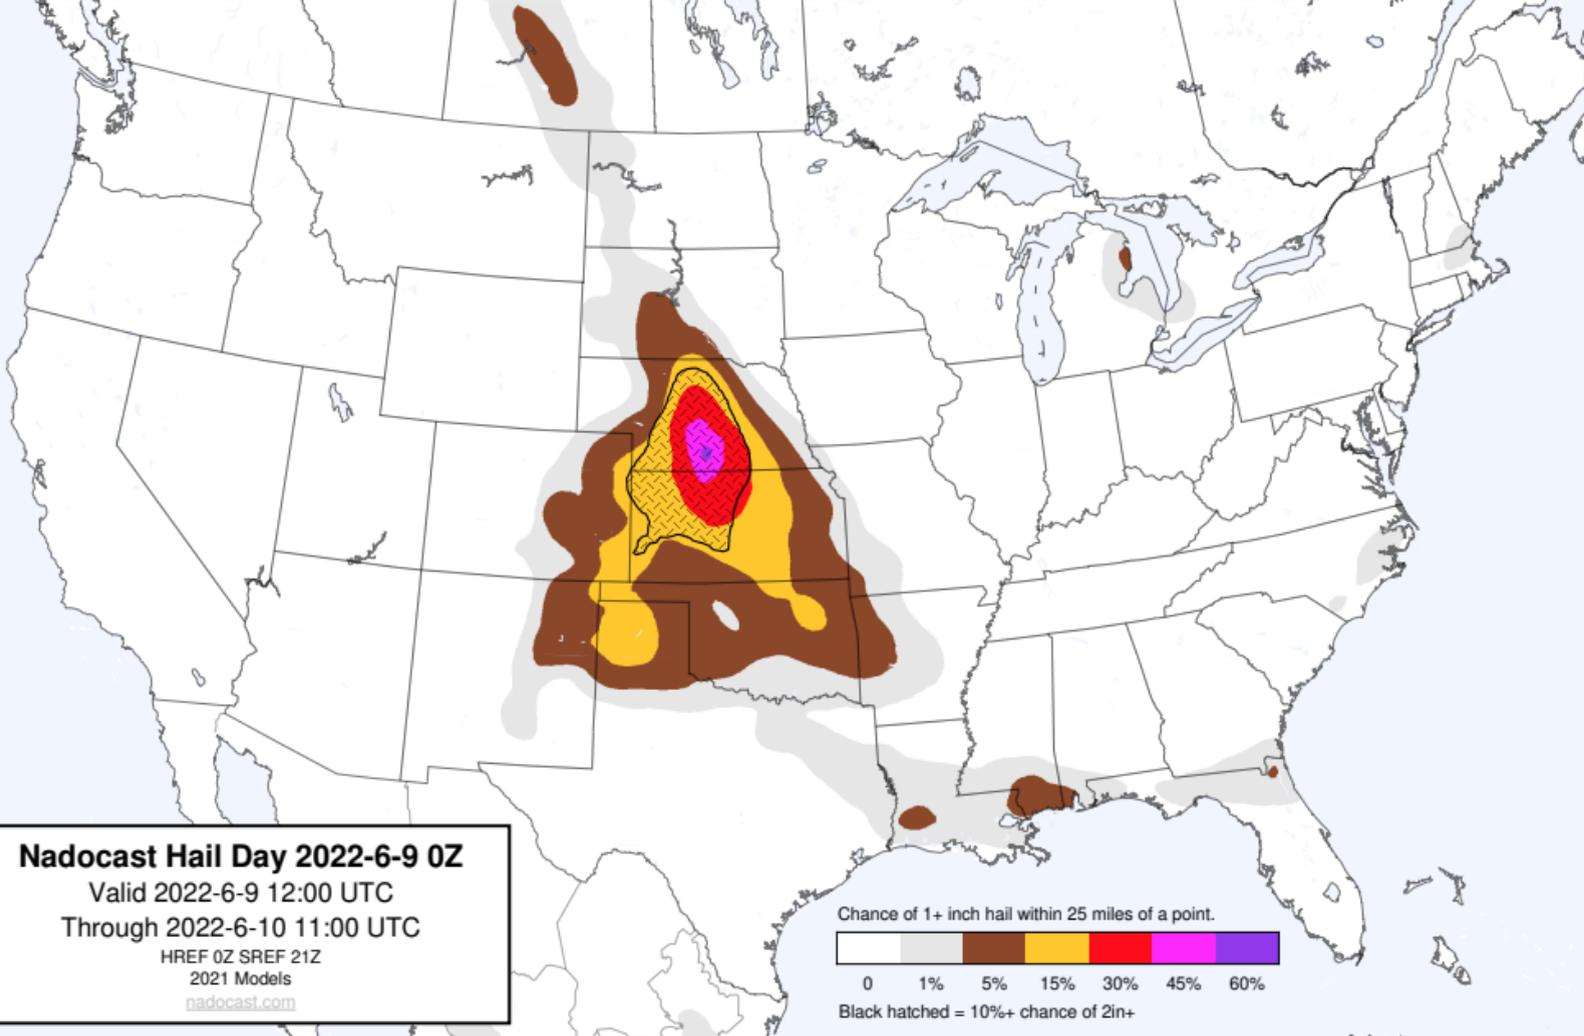 Nadocast Hail Day 2022-6-9 0Z
Valid 2022-6-9 12:00 UTC
Through 2022-6-10 11:00 UTC
HREF 0Z SREF 21Z
2021 Models
nadocast.com
Chance of 1+ inch hail within 25 miles of a point.
0 1% 5% 15% 30% 45% 60%
Black hatched = 10%+ chance of 2in+